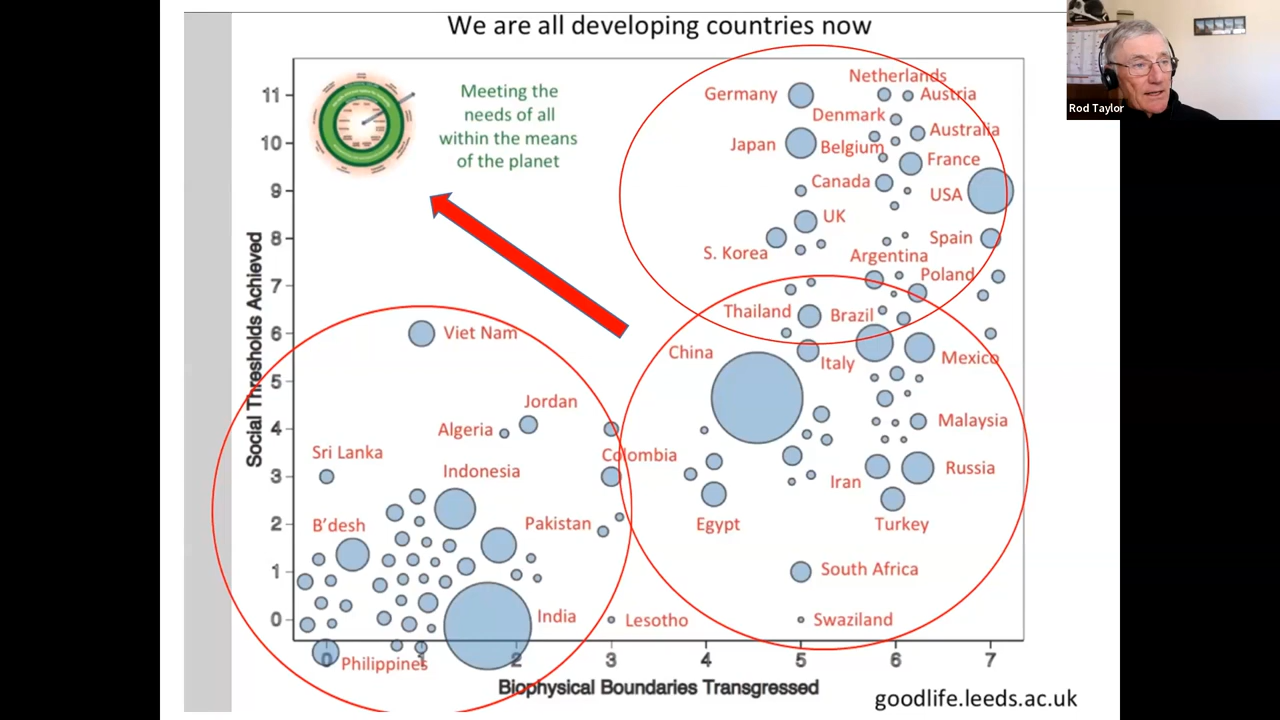 We are all developing countries now
Rod Taylor
Meeting the
needs of all
within the means
of the planet
Social Thresholds Achieved
11
10
9
8
7
6
5
4
3
2
1
0
Netherlands
Germany
Austria
Denmark
Australia
Japan
Belgium
France
Canada
USA
UK
Spain
S. Korea
Argentina
Poland
Thailand
Brazil
Viet Nam
China
Italy
Mexico
Jordan
Algeria
Malaysia
Sri Lanka
Colombia
Indonesia
Iran
Russia
B'desh
Pakistan
Egypt
Turkey
South Africa
India
Lesotho
Swaziland
Philippines
0
1
2
3
4
5
6
7
Biophysical Boundaries Transgressed
goodlife.leeds.ac.uk